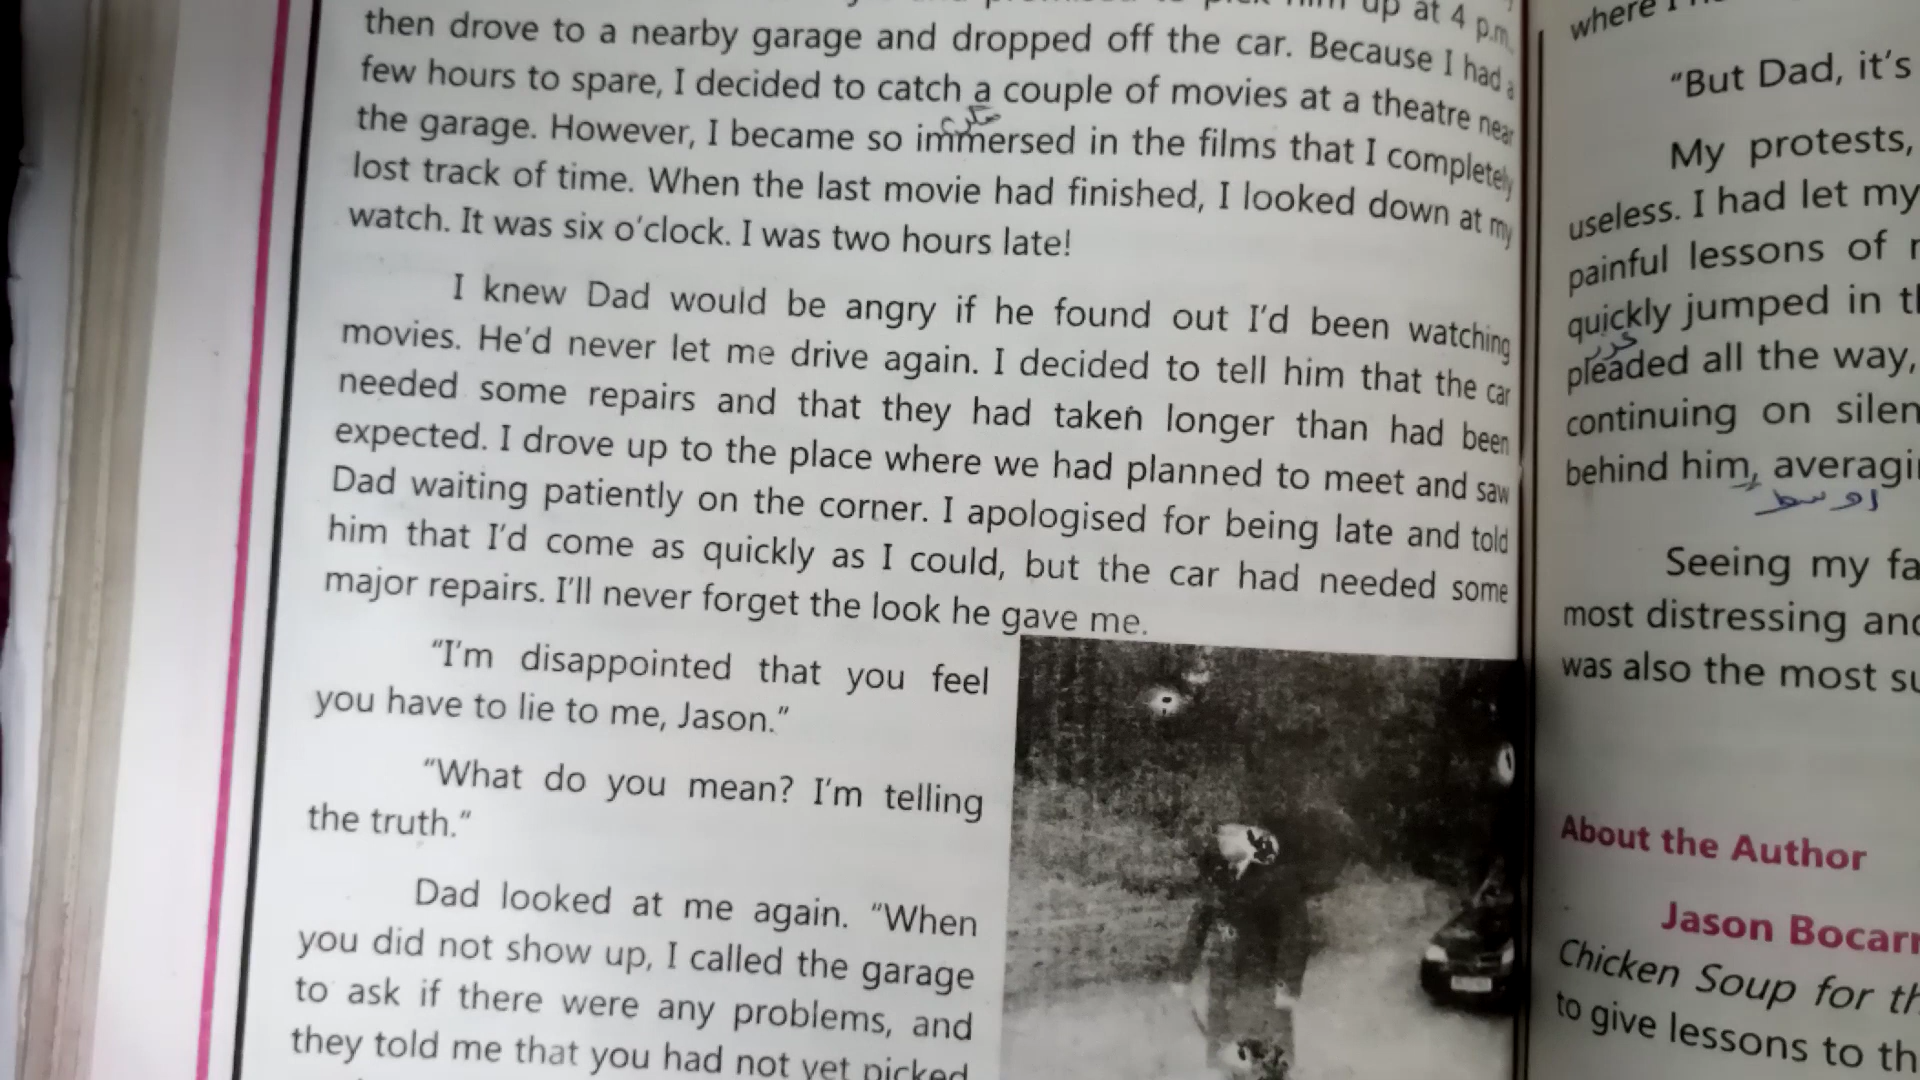 up at 4 p.m.
then drove to a nearby garage and dropped off the car. Because I had a
few hours to spare, I decided to catch a couple of movies at a theatre near
the garage. However, I became so immersed in the films that I completely
lost track of time. When the last movie had finished, I looked down at my
watch. It was six o'clock. I was two hours late!
I knew Dad would be angry if he found out I'd been watching
movies. He'd never let me drive again. I decided to tell him that the car
needed some repairs and that they had taken longer than had been
expected. I drove up to the place where we had planned to meet and saw
Dad waiting patiently on the corner. I apologised for being late and told
him that I'd come as quickly as I could, but the car had needed some
major repairs. I'll never forget the look he gave me.
"I'm disappointed that you feel
you have to lie to me, Jason."
"What do you mean? I'm telling
the truth."
Dad looked at me again. "When
you did not show up, I called the garage
to ask if there were any problems, and
they told me that you had not yet picked
where I
"But Dad, it's
My protests,
useless. I had let my
painful lessons of
quickly jumped in
pleaded all the way,
continuing on
behind him,
اوسط
Seeing my
most distressing
was also the most
About the Author
Jason
Chicken Soup for
to give lessons to